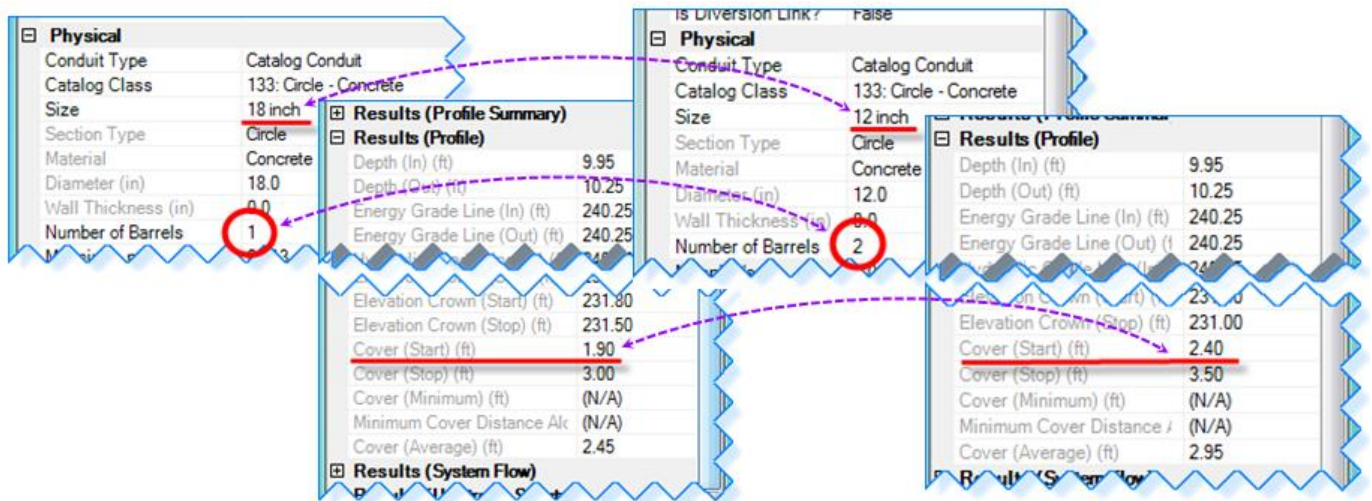 Physical
Conduit Type Catalog Conduit
Catalog Class 133: Circle - Concrete
Size 18 inch
Section Type Circle
Material Concrete
Diameter (in) 18.0
Wall Thickness (in) 0.0
Number of Barrels 1
Results (Profile Summary)
Results (Profile)
Depth (In) (ft) 9.95
Depth (Out) (ft) 10.25
Energy Grade Line (In) (ft) 240.25
Energy Grade Line (Out) (ft) 240.25
Elevation Crown (Start) (ft) 231.80
Elevation Crown (Stop) (ft) 231.50
Cover (Start) (ft) 1.90
Cover (Stop) (ft) 3.00
Cover (Minimum) (ft) (N/A)
Minimum Cover Distance Alc (N/A)
Cover (Average) (ft) 2.45
Results (System Flow)
Is Diversion Link? False
Physical
Conduit Type Catalog Conduit
Catalog Class 133: Circle - Concrete
Size 12 inch
Section Type Circle
Material Concrete
Diameter (in) 12.0
Wall Thickness (in) 0.0
Number of Barrels 2
Results (Profile)
Depth (In) (ft) 9.95
Depth (Out) (ft) 10.25
Energy Grade Line (In) (ft) 240.25
Energy Grade Line (Out) (f 240.25
Elevation Crown (Stop) (ft) 231.00
Cover (Start) (ft) 2.40
Cover (Stop) (ft) 3.50
Cover (Minimum) (ft) (N/A)
Minimum Cover Distance (N/A)
Cover (Average) (ft) 2.95
Results (System Flow)